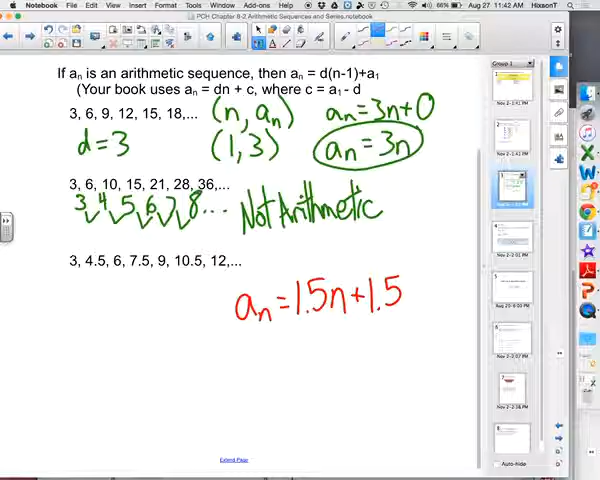 Notebook File Edit View Insert Format Tools Window Help 66% Aug 27 11:42 AM HixsonT
PCH Chapter 8-2 Arithmetic Sequences and Series.notebook
If an is an arithmetic sequence, then an = d(n-1)+a1
(Your book uses an = dn + c, where c = a1 - d
3, 6, 9, 12, 15, 18,... (n, an) an=3n+0
d=3 (1,3) an=3n
3, 6, 10, 15, 21, 28, 36,...
3 4 5 6 7 8 ... Not Arithmetic
3, 4.5, 6, 7.5, 9, 10.5, 12,...
an=1.5n+1.5
Extend Page
Group 1
Auto-hide